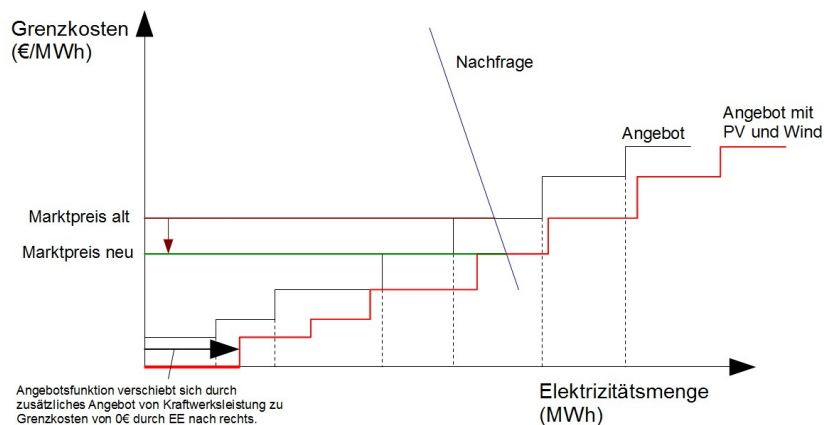 Grenzkosten
(€/MWh)
Nachfrage
Angebot
Angebot mit
PV und Wind
Marktpreis alt
Marktpreis neu
Angebotsfunktion verschiebt sich durch
zusätzliches Angebot von Kraftwerksleistung zu
Grenzkosten von 0€ durch EE nach rechts.
Elektrizitätsmenge
(MWh)